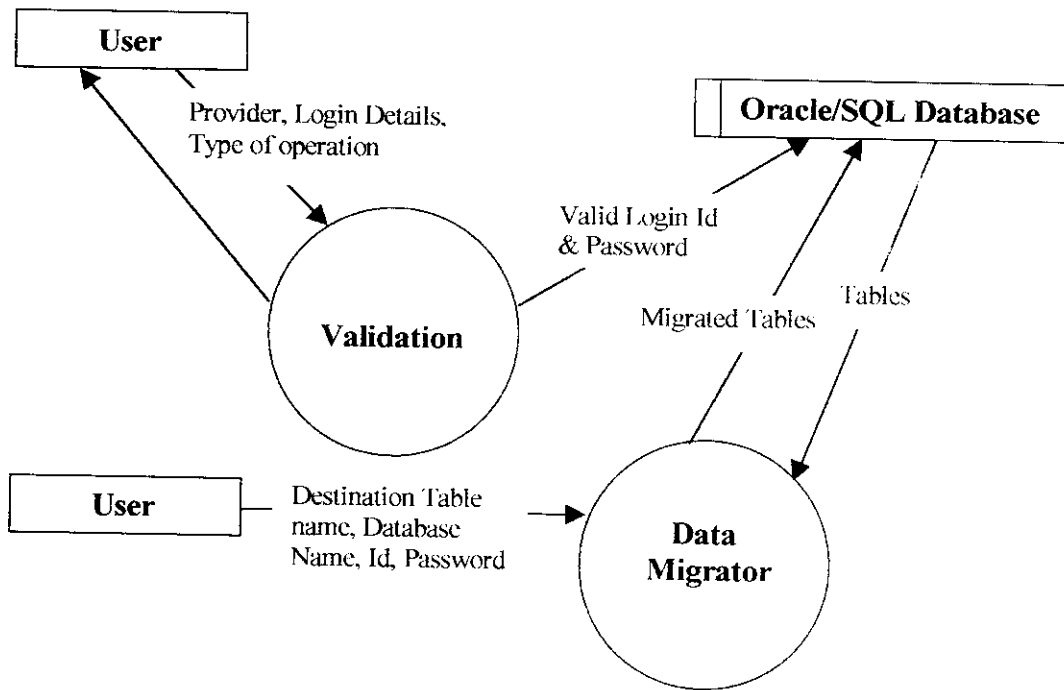 User
Provider, Login Details,
Type of operation
Oracle/SQL Database
Valid Login Id
& Password
Validation
Migrated Tables
Tables
User
Destination Table
name, Database
Name, Id, Password
Data
Migrator